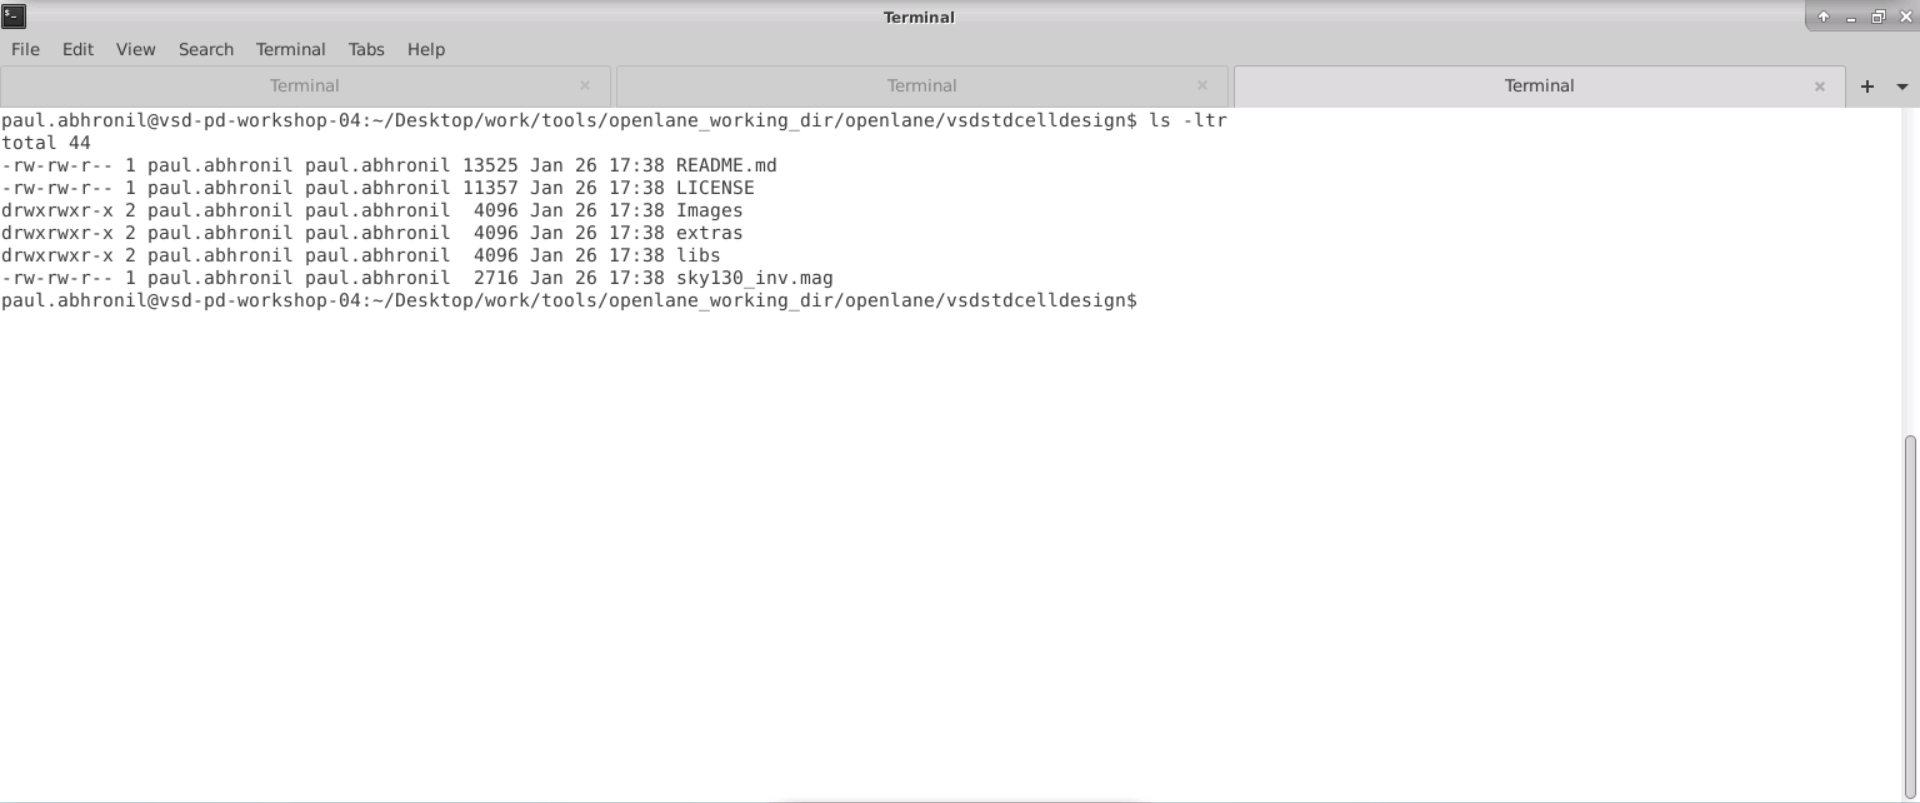 Terminal
File Edit View Search Terminal Tabs Help
Terminal Terminal Terminal
paul.abhronil@vsd-pd-workshop-04:~/Desktop/work/tools/openlane_working_dir/openlane/vsdstdcelldesign$ ls -ltr
total 44
-rw-rw-r-- 1 paul.abhronil paul.abhronil 13525 Jan 26 17:38 README.md
-rw-rw-r-- 1 paul.abhronil paul.abhronil 11357 Jan 26 17:38 LICENSE
drwxrwxr-x 2 paul.abhronil paul.abhronil  4096 Jan 26 17:38 Images
drwxrwxr-x 2 paul.abhronil paul.abhronil  4096 Jan 26 17:38 extras
drwxrwxr-x 2 paul.abhronil paul.abhronil  4096 Jan 26 17:38 libs
-rw-rw-r-- 1 paul.abhronil paul.abhronil  2716 Jan 26 17:38 sky130_inv.mag
paul.abhronil@vsd-pd-workshop-04:~/Desktop/work/tools/openlane_working_dir/openlane/vsdstdcelldesign$